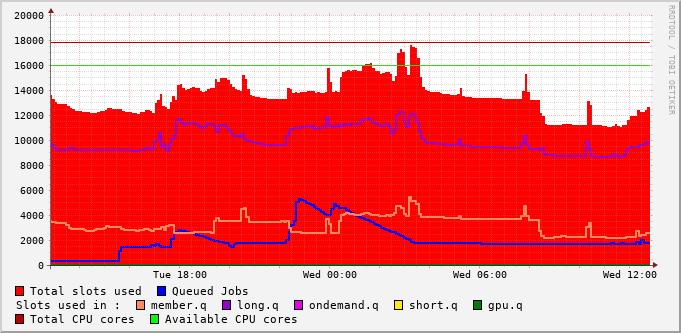 RRDTOOL / TOBI OETIKER
20000
18000
16000
14000
12000
10000
8000
6000
4000
2000
0
Tue 18:00 Wed 00:00 Wed 06:00 Wed 12:00
Total slots used Queued Jobs
Slots used in : member.q long.q ondemand.q short.q gpu.q
Total CPU cores Available CPU cores